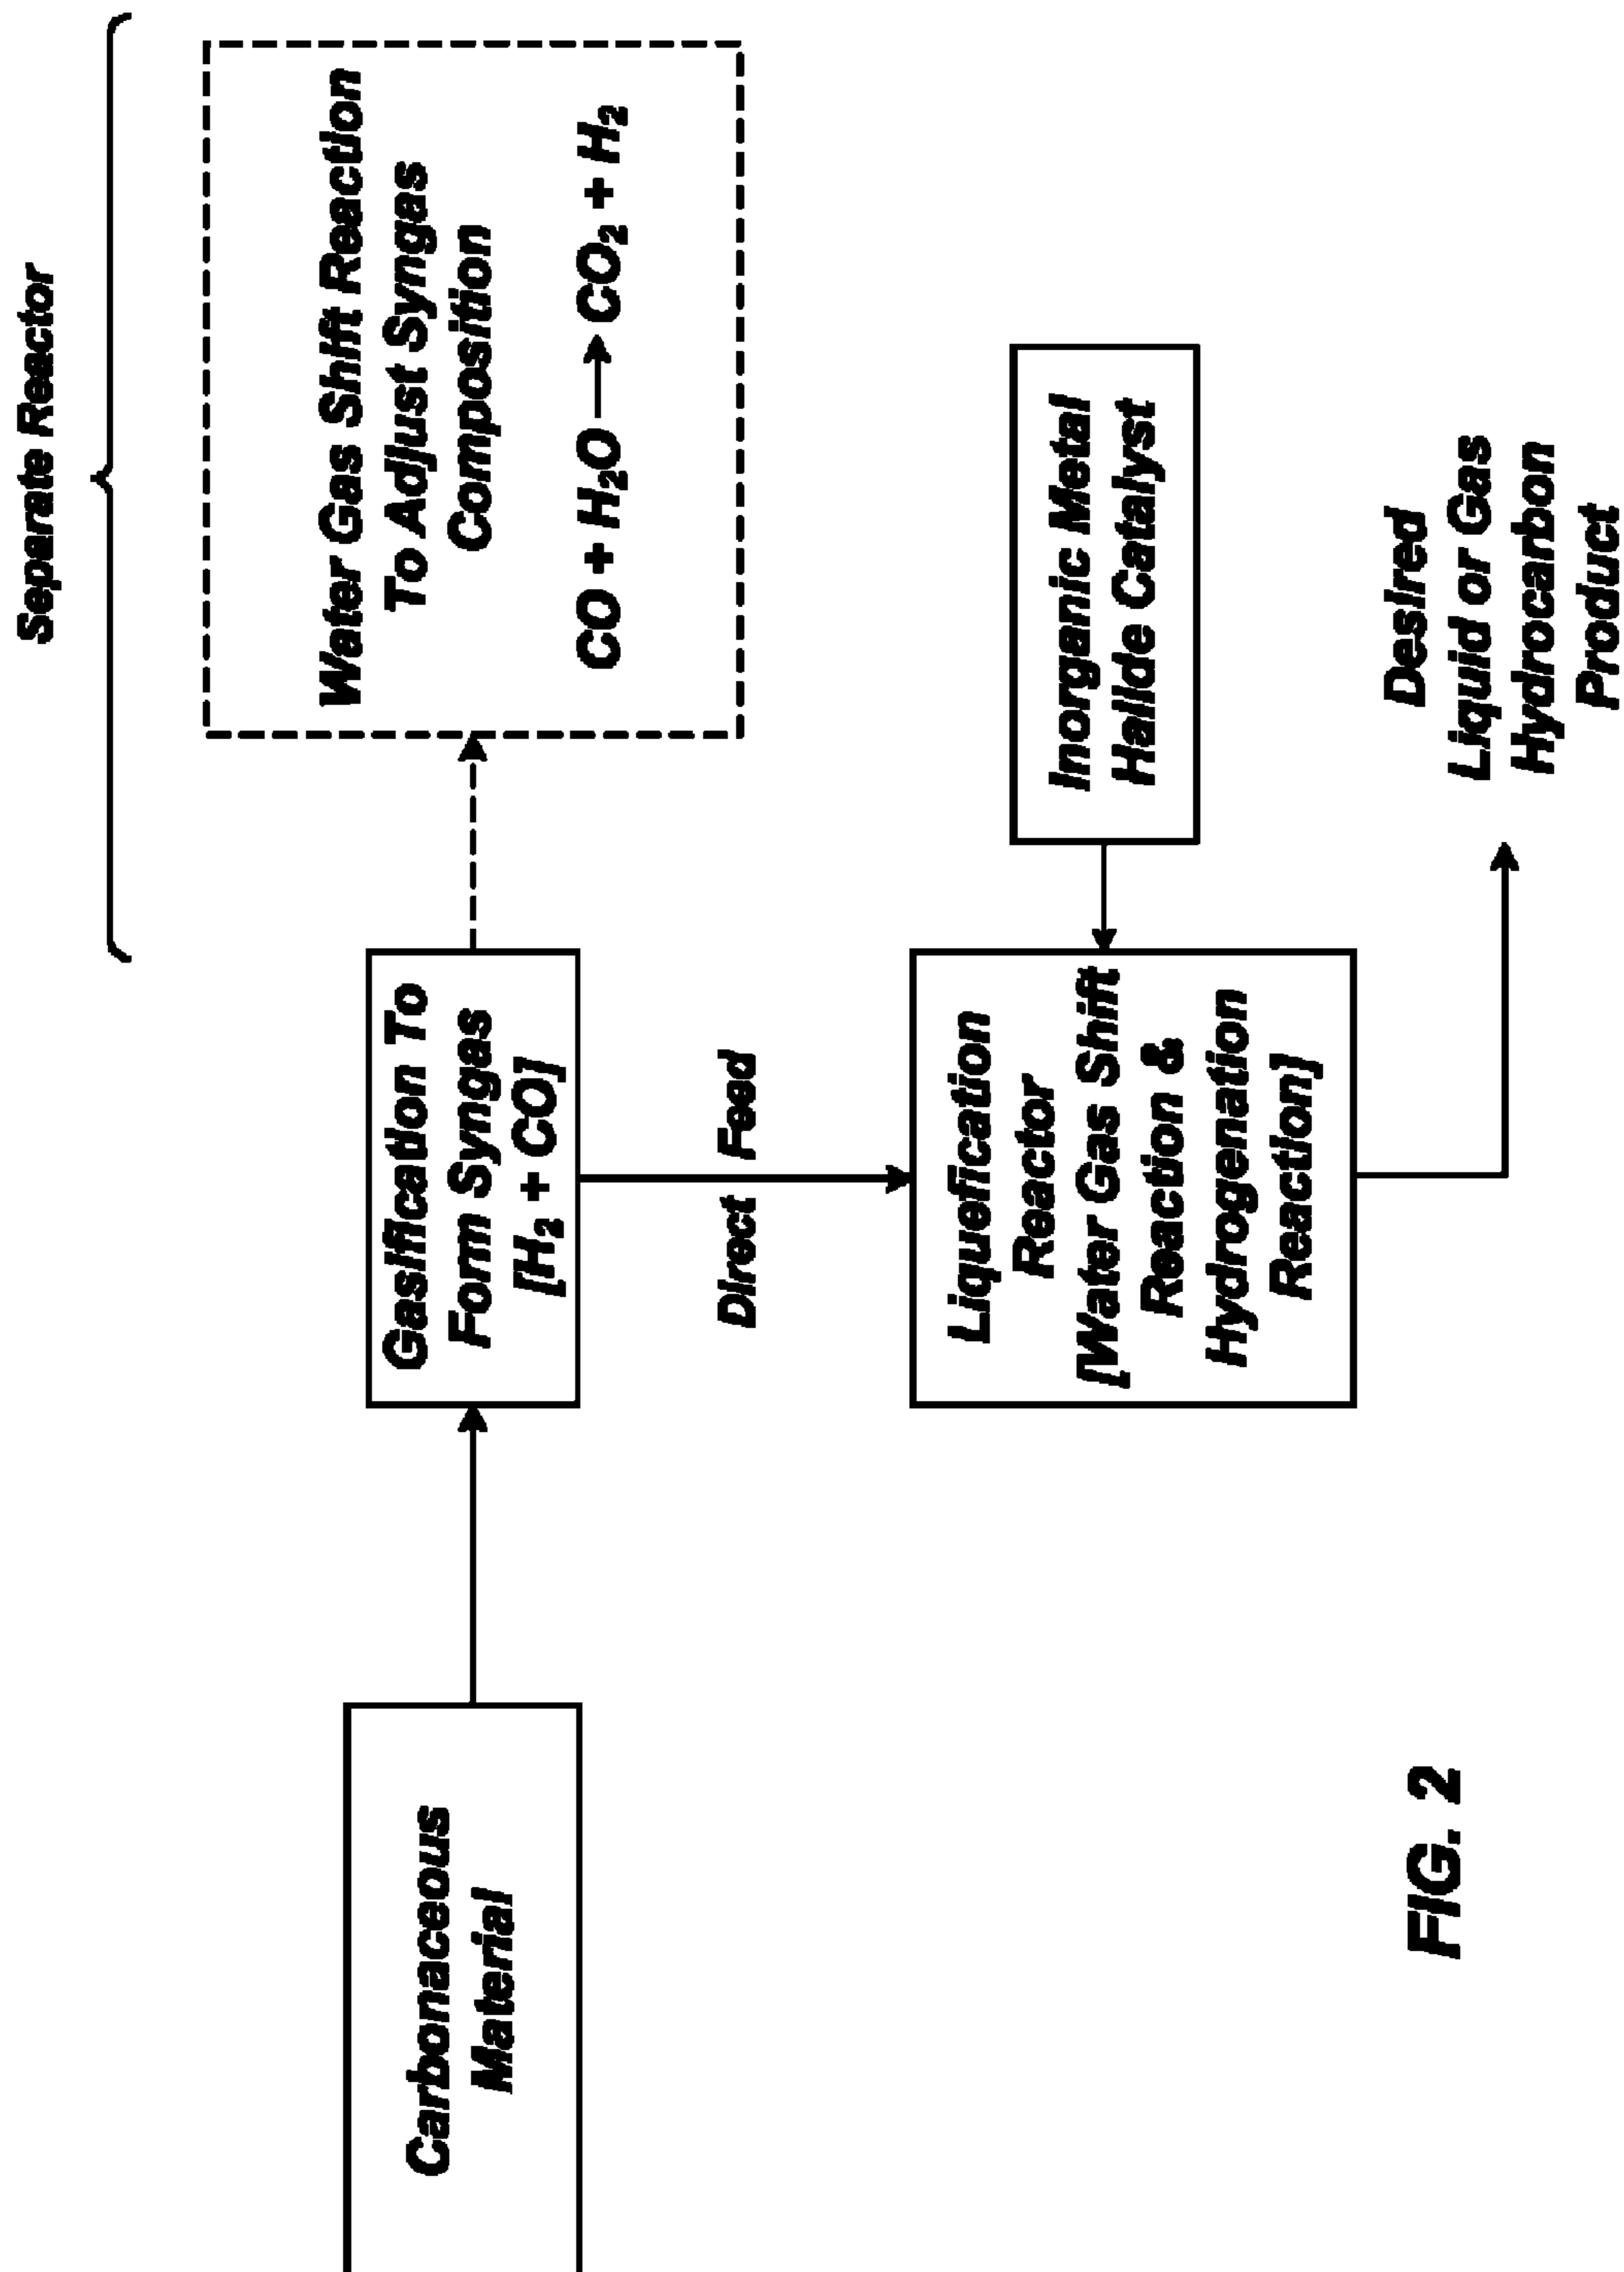 Separate Reactor
Carbonaceous
Material
Gasification To
Form Syngas
[H₂ + CO]
Water Gas Shift Reaction
To Adjust Syngas
Composition
CO + H₂O → CO₂ + H₂
Direct Feed
Liquefication
Reactor
[Water Gas Shift
Reaction &
Hydrogenation
Reaction]
Inorganic Metal
Halide Catalyst
Desired
Liquid or Gas
Hydrocarbon
Product
FIG. 2